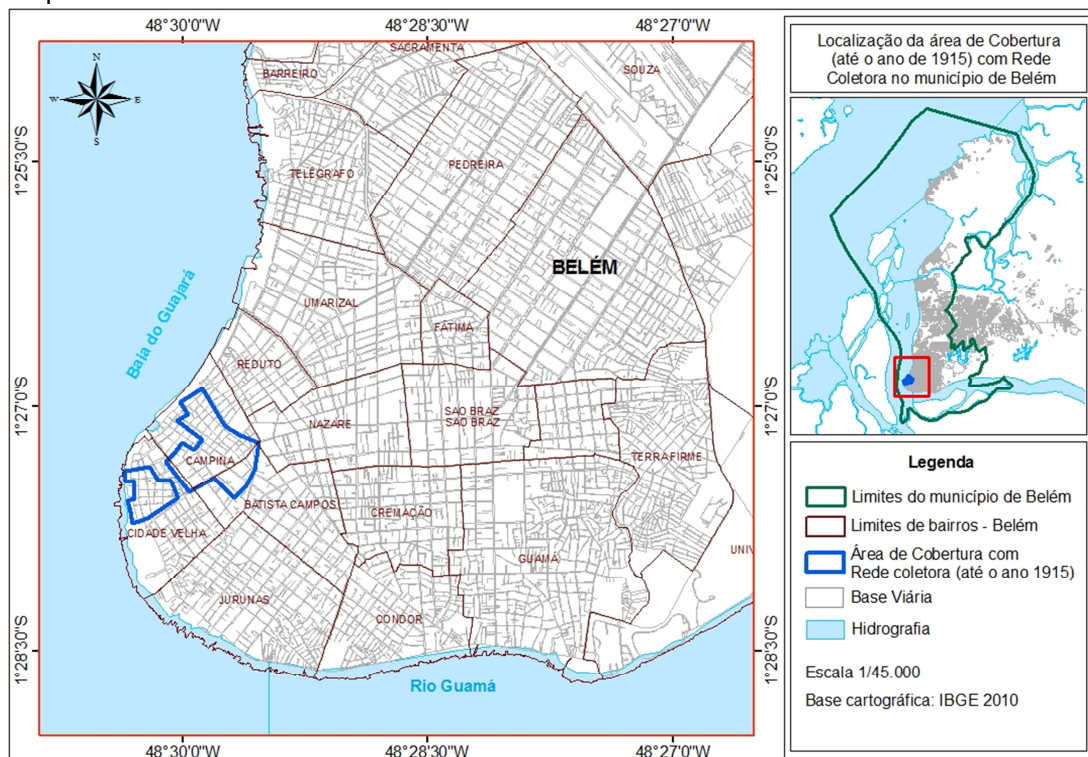 48°30'0"W
48°28'30"W
48°27'0"W
SACRAMENTA
BARREIRO
SOUZA
N
W
E
S
1°25'30"S
PEDREIRA
TELÉGRAFO
1°25'30"S
BELÉM
Baía do Guajará
UMARIZAL
FÁTIMA
REDUTO
1°27'0"S
NAZARE
SAO BRAZ
SAO BRAZ
1°27'0"S
CAMPINA
TERRA FIRME
BATISTA CAMPOS
CREMAÇÃO
CIDADE VELHA
GUAMÁ
JURUNAS
CONDOR
1°28'30"S
Rio Guamá
1°28'30"S
48°30'0"W
48°28'30"W
48°27'0"W
Localização da área de Cobertura
(até o ano de 1915) com Rede
Coletora no município de Belém
Legenda
Limites do município de Belém
Limites de bairros - Belém
Área de Cobertura com
Rede coletora (até o ano 1915)
Base Viária
Hidrografia
Escala 1/45.000
Base cartográfica: IBGE 2010